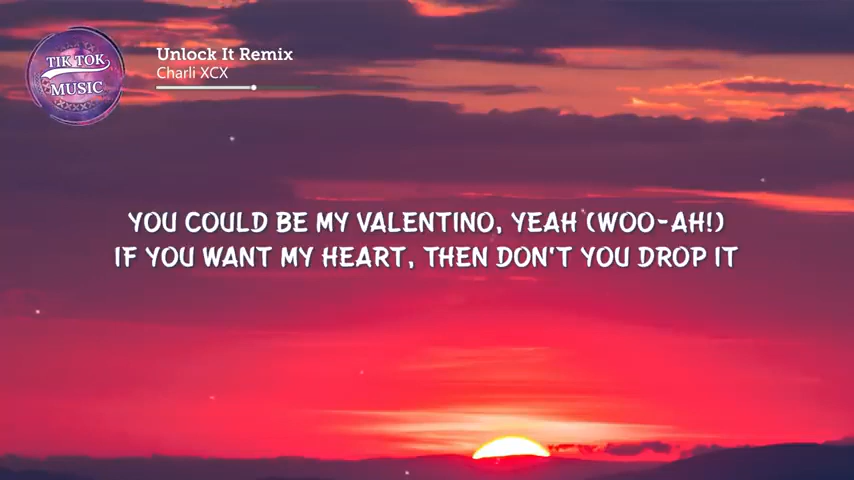 TIK TOK
MUSIC
Unlock It Remix
Charli XCX
YOU COULD BE MY VALENTINO, YEAH (WOO-AH!)
IF YOU WANT MY HEART, THEN DON'T YOU DROP IT